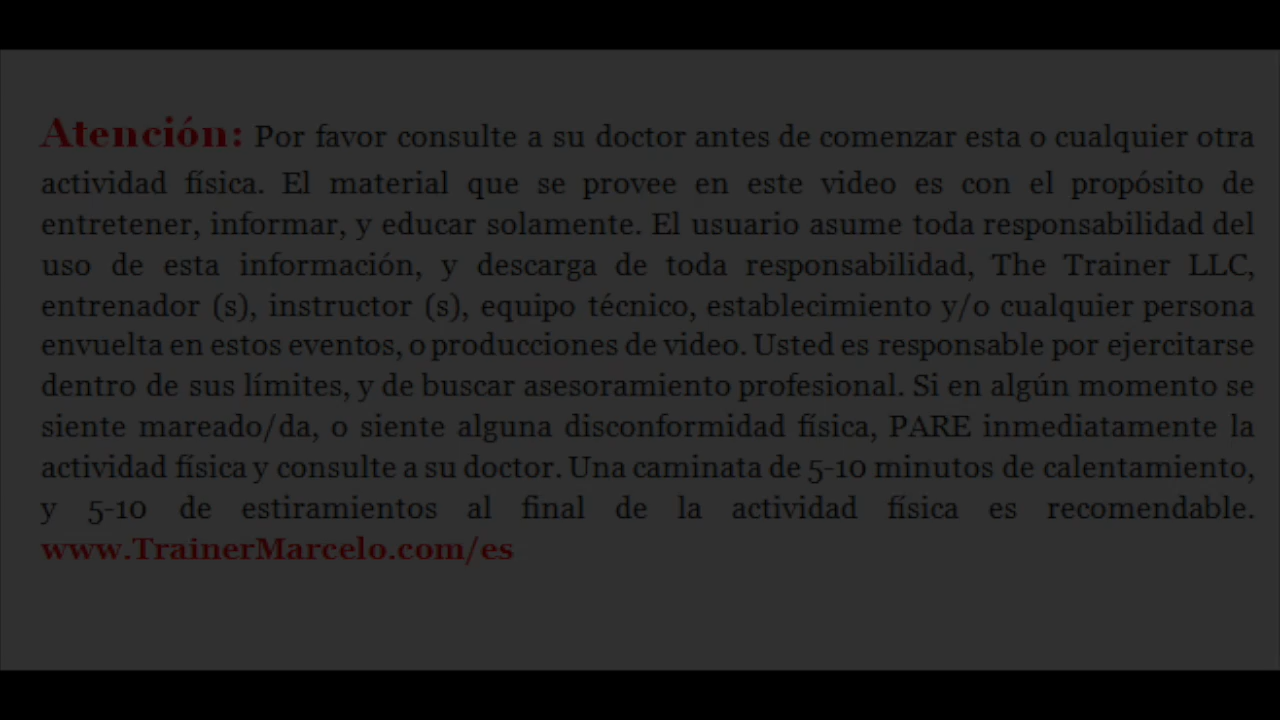 Atención: Por favor consulte a su doctor antes de comenzar esta o cualquier otra
actividad física. El material que se provee en este video es con el propósito de
entretener, informar, y educar solamente. El usuario asume toda responsabilidad del
uso de esta información, y descarga de toda responsabilidad, The Trainer LLC,
entrenador (s), instructor (s), equipo técnico, establecimiento y/o cualquier persona
envuelta en estos eventos, o producciones de video. Usted es responsable por ejercitarse
dentro de sus límites, y de buscar asesoramiento profesional. Si en algún momento se
siente mareado/da, o siente alguna disconformidad física, PARE inmediatamente la
actividad física y consulte a su doctor. Una caminata de 5-10 minutos de calentamiento,
y 5-10 de estiramientos al final de la actividad física es recomendable.
www.TrainerMarcelo.com/es